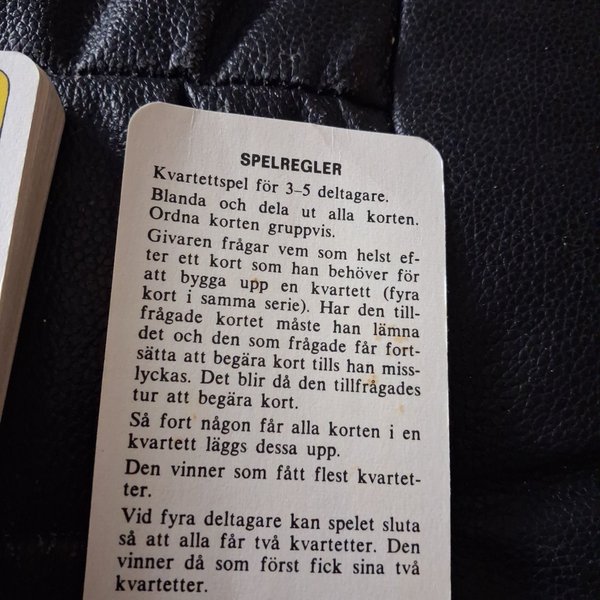 SPELREGLER
Kvartettspel för 3–5 deltagare.
Blanda och dela ut alla korten.
Ordna korten gruppvis.
Givaren frågar vem som helst ef-
ter ett kort som han behöver för
att bygga upp en kvartett (fyra
kort i samma serie). Har den till-
frågade kortet måste han lämna
det och den som frågade får fort-
sätta att begära kort tills han miss-
lyckas. Det blir då den tillfrågades
tur att begära kort.
Så fort någon får alla korten i en
kvartett läggs dessa upp.
Den vinner som fått flest kvartet-
ter.
Vid fyra deltagare kan spelet sluta
så att alla får två kvartetter. Den
vinner då som först fick sina två
kvartetter.